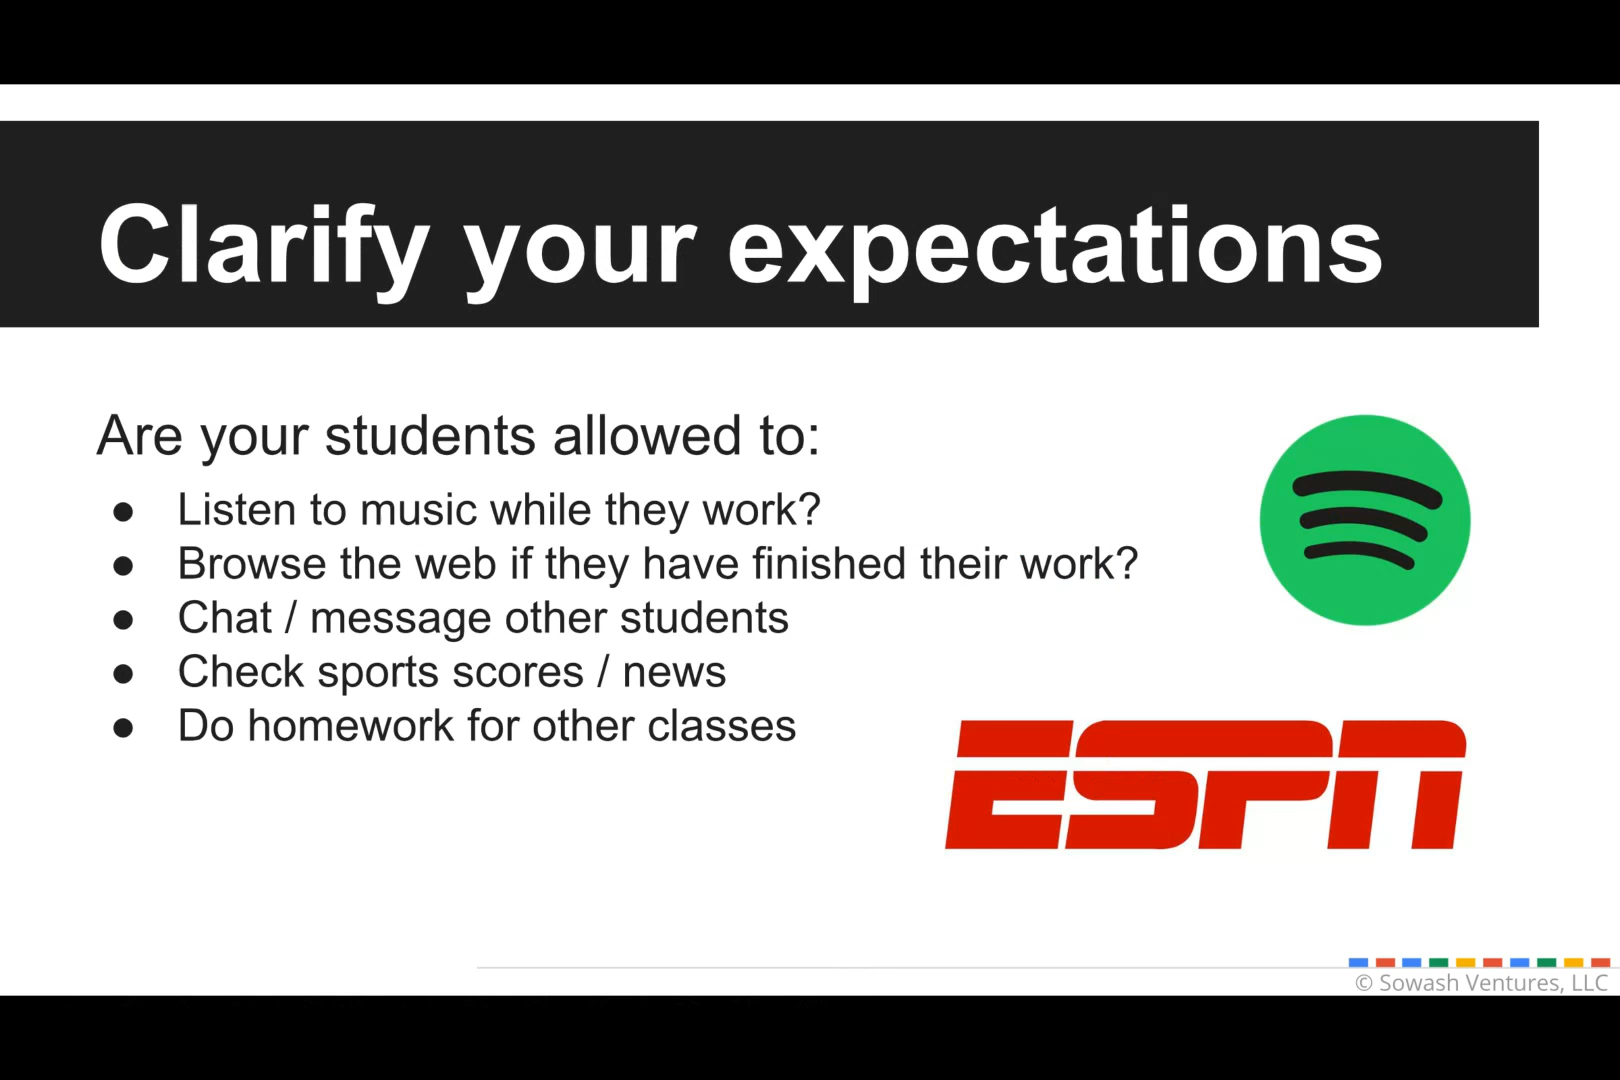 Clarify your expectations
Are your students allowed to:
● Listen to music while they work?
● Browse the web if they have finished their work?
● Chat / message other students
● Check sports scores / news
● Do homework for other classes
ESPN
© Sowash Ventures, LLC